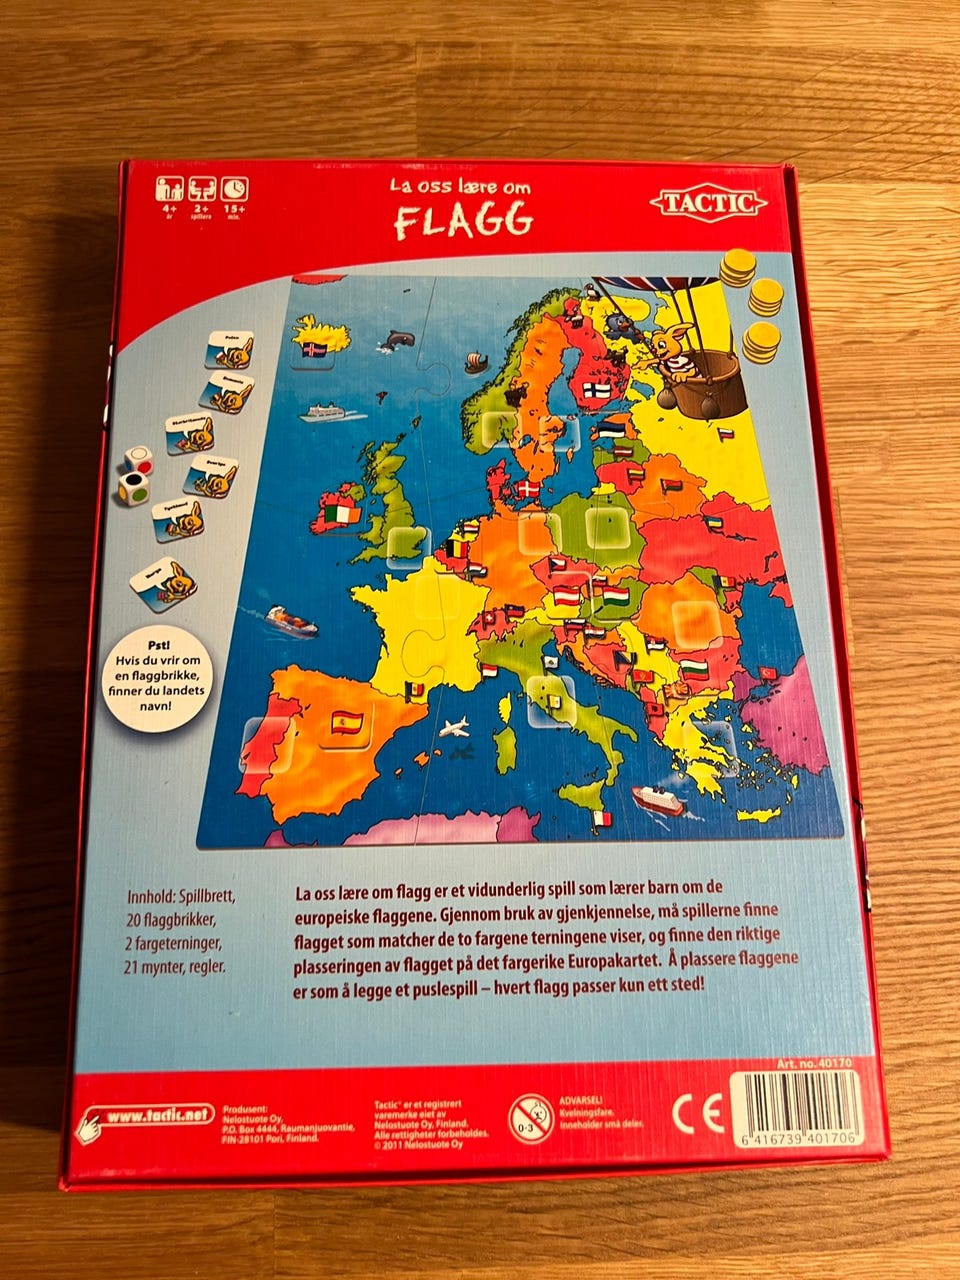 La oss lære om
FLAGG
TACTIC
4+
år
2+
spillere
15+
min.
Polen
Storbritannia
Sverige
Tyskland
Norge
Pst!
Hvis du vrir om
en flaggbrikke,
finner du landets
navn!
Innhold: Spillbrett,
20 flaggbrikker,
2 fargeterninger,
21 mynter, regler.
La oss lære om flagg er et vidunderlig spill som lærer barn om de
europeiske flaggene. Gjennom bruk av gjenkjennelse, må spillerne finne
flagget som matcher de to fargene terningene viser, og finne den riktige
plasseringen av flagget på det fargerike Europakartet. Å plassere flaggene
er som å legge et puslespill – hvert flagg passer kun ett sted!
Art. no. 40170
www.tactic.net
Produsent:
Nelostuote Oy,
P.O. Box 4444, Raumanjuovantie,
FIN-28101 Pori, Finland.
Tactic® er et registrert
varemerke eiet av
Nelostuote Oy, Finland.
Alle rettigheter forbeholdes.
© 2011 Nelostuote Oy
0-3
ADVARSEL!
Kvelningsfare.
Inneholder små deler.
CE
6 416739 401706